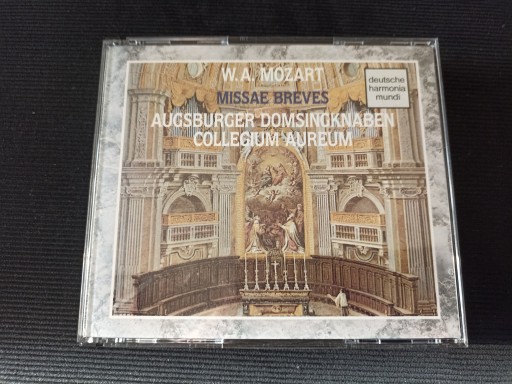 W. A. MOZART
MISSAE BREVES
AUGSBURGER DOMSINGKNABEN
COLLEGIUM AUREUM
deutsche
harmonia
mundi